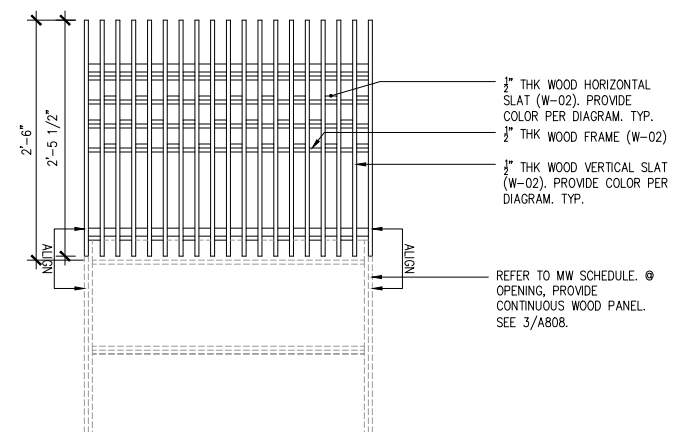 2'-6"
2'-5 1/2"
½" THK WOOD HORIZONTAL
SLAT (W-02). PROVIDE
COLOR PER DIAGRAM. TYP.
½" THK WOOD FRAME (W-02)
½" THK WOOD VERTICAL SLAT
(W-02). PROVIDE COLOR PER
DIAGRAM. TYP.
ALIGN
ALIGN
REFER TO MW SCHEDULE. @
OPENING, PROVIDE
CONTINUOUS WOOD PANEL.
SEE 3/A808.